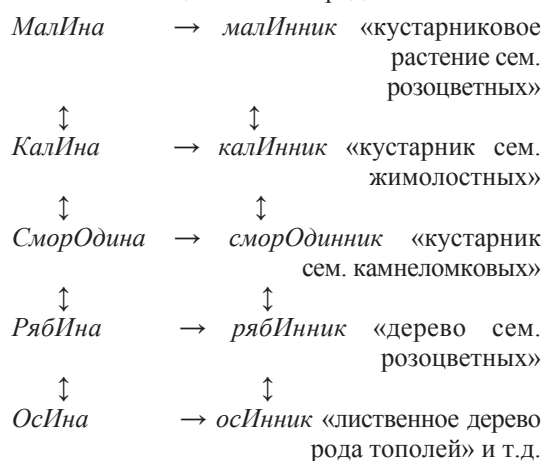 МалИна → малИнник «кустарниковое
растение сем.
розоцветных»
↕ ↕
КалИна → калИнник «кустарник сем.
жимолостных»
↕ ↕
СморОдина → сморОдинник «кустарник
сем. камнеломковых»
↕ ↕
РябИна → рябИнник «дерево сем.
розоцветных»
↕ ↕
ОсИна → осИнник «лиственное дерево
рода тополей» и т.д.